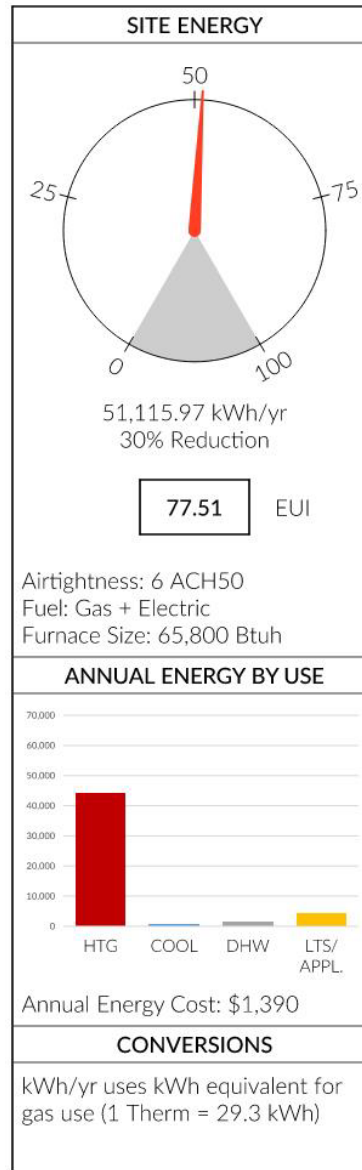 SITE ENERGY
50
25
75
0
100
51,115.97 kWh/yr
30% Reduction
77.51 EUI
Airtightness: 6 ACH50
Fuel: Gas + Electric
Furnace Size: 65,800 Btuh
ANNUAL ENERGY BY USE
70,000
60,000
50,000
40,000
30,000
20,000
10,000
0
HTG COOL DHW LTS/
APPL.
Annual Energy Cost: $1,390
CONVERSIONS
kWh/yr uses kWh equivalent for
gas use (1 Therm = 29.3 kWh)